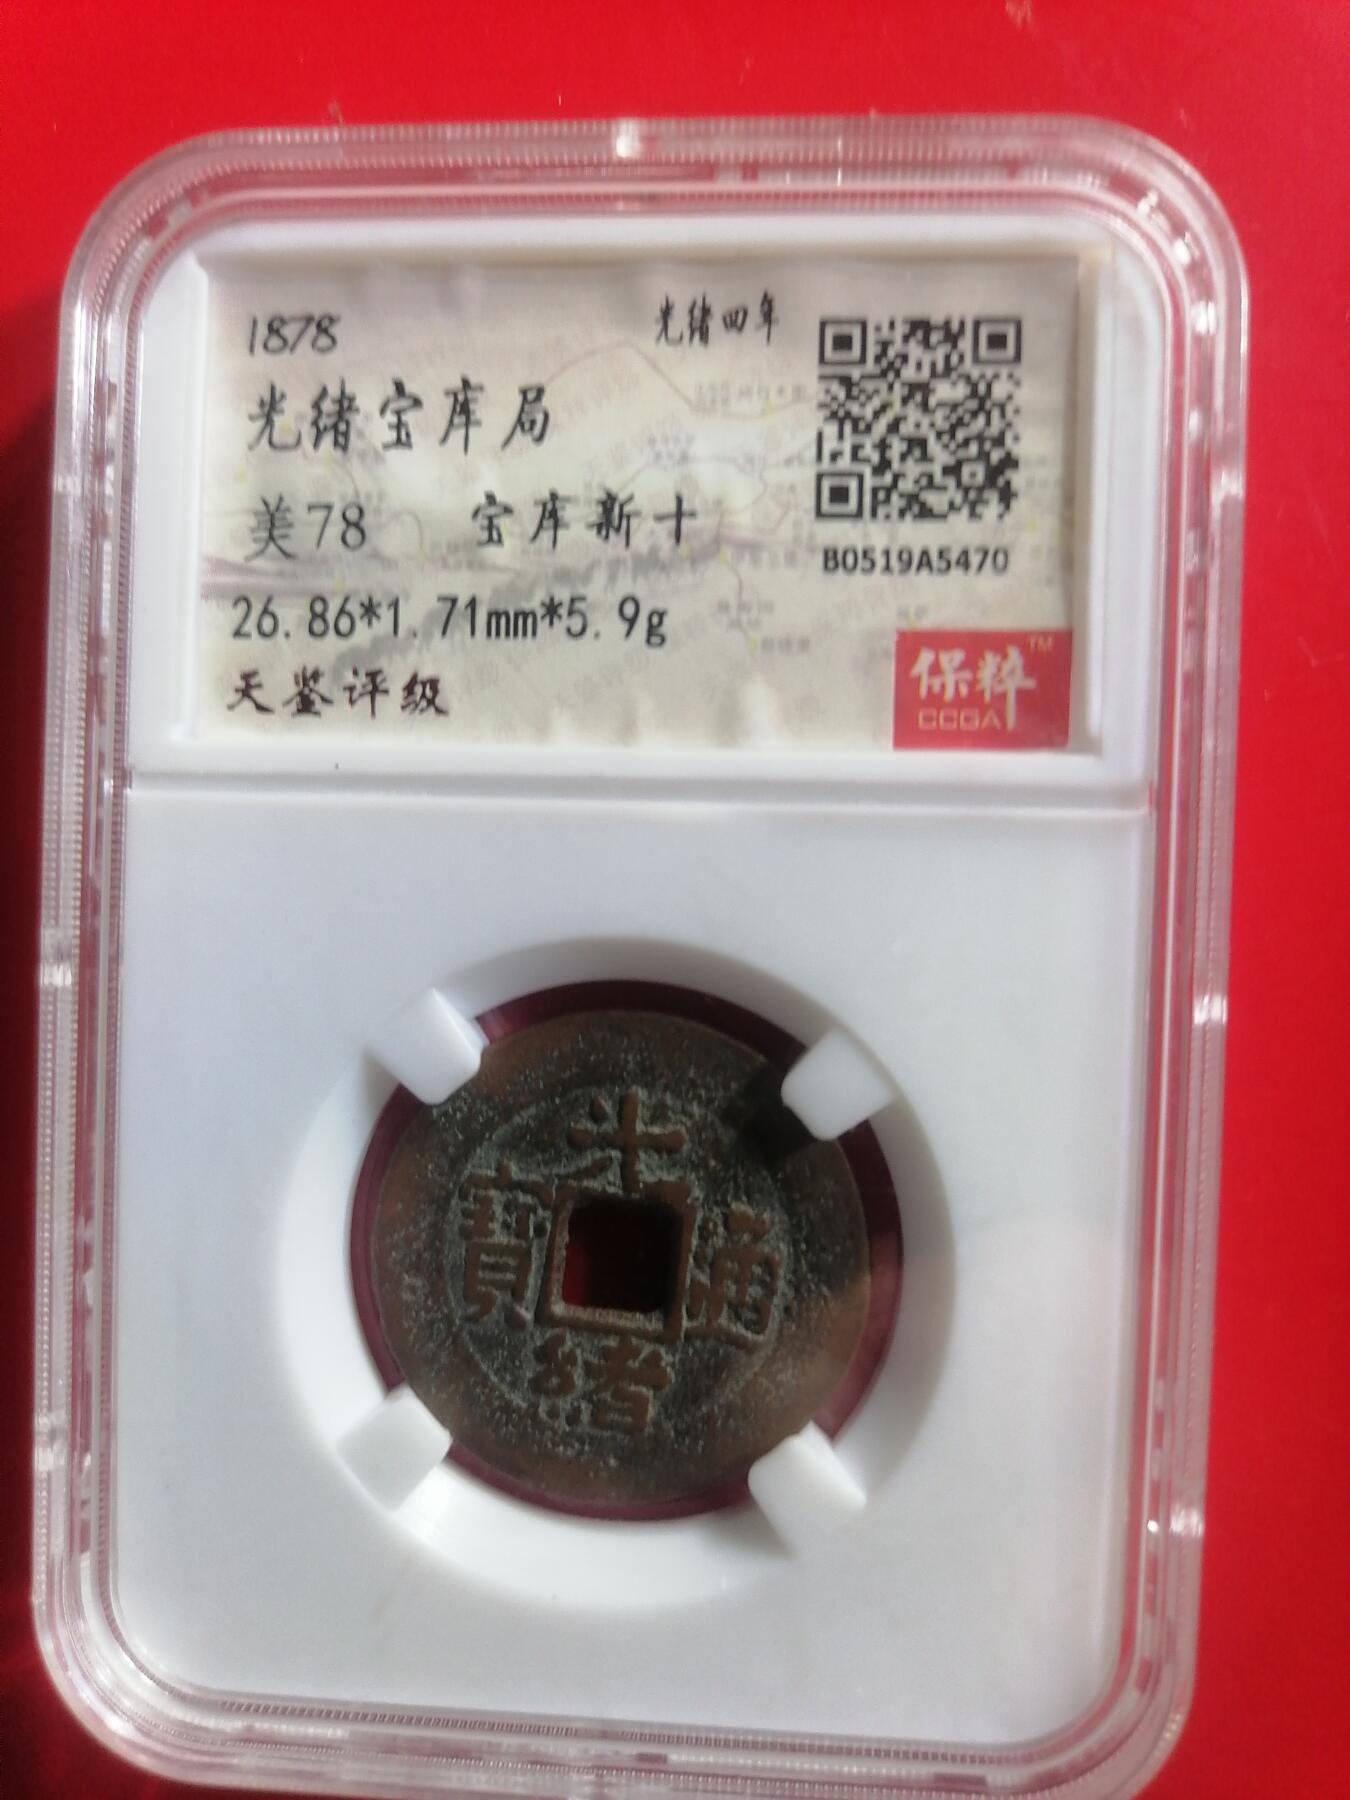 1878 光绪四年
光绪宝库局
美78 宝库新十
B0519A5470
26.86*1.71mm*5.9g
天鉴评级
保粹 TM
CCGA
光
寶 通
緒